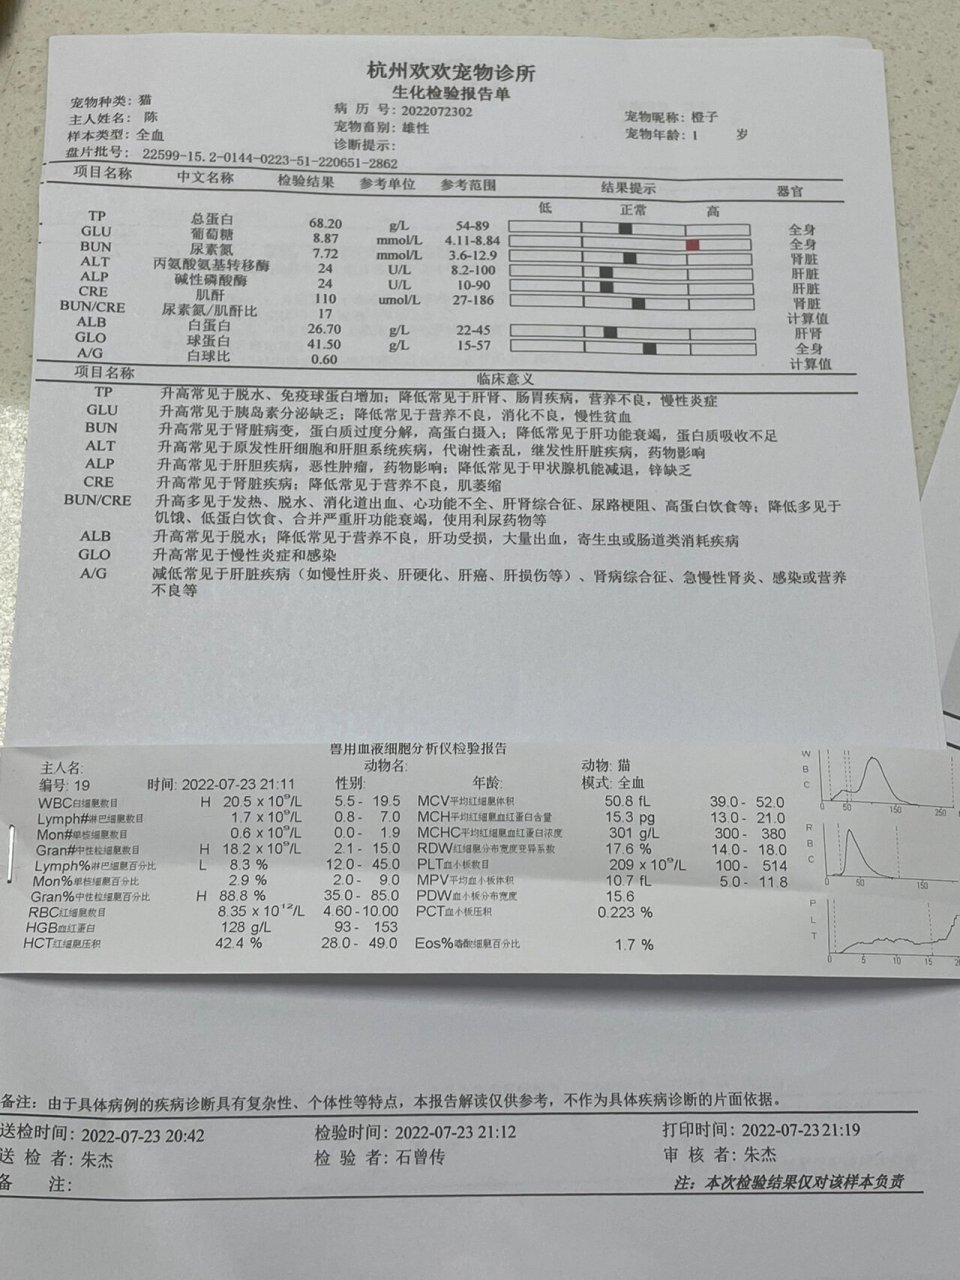 杭州欢欢宠物诊所
生化检验报告单
宠物种类: 猫 病 历 号: 2022072302 宠物昵称: 橙子
主人姓名: 陈 宠物畜别: 雄性 宠物年龄: 1 岁
样本类型: 全血 诊断提示:
盘片批号: 22599-15.2-0144-0223-51-220651-2862
项目名称 中文名称 检验结果 参考单位 参考范围 结果提示 器官
低 正常 高
TP 总蛋白 68.20 g/L 54-89 全身
GLU 葡萄糖 8.87 mmol/L 4.11-8.84 全身
BUN 尿素氮 7.72 mmol/L 3.6-12.9 肾脏
ALT 丙氨酸氨基转移酶 24 U/L 8.2-100 肝脏
ALP 碱性磷酸酶 24 U/L 10-90 肝脏
CRE 肌酐 110 umol/L 27-186 肾脏
BUN/CRE 尿素氮/肌酐比 17 计算值
ALB 白蛋白 26.70 g/L 22-45 肝肾
GLO 球蛋白 41.50 g/L 15-57 全身
A/G 白球比 0.60 计算值
项目名称 临床意义
TP 升高常见于脱水、免疫球蛋白增加; 降低常见于肝肾、肠胃疾病, 营养不良, 慢性炎症
GLU 升高常见于胰岛素分泌缺乏; 降低常见于营养不良, 消化不良, 慢性贫血
BUN 升高常见于肾脏病变, 蛋白质过度分解, 高蛋白摄入; 降低常见于肝功能衰竭, 蛋白质吸收不足
ALT 升高常见于原发性肝细胞和肝胆系统疾病, 代谢性紊乱, 继发性肝脏疾病, 药物影响
ALP 升高常见于肝胆疾病, 恶性肿瘤, 药物影响; 降低常见于甲状腺机能减退, 锌缺乏
CRE 升高常见于肾脏疾病; 降低常见于营养不良, 肌萎缩
BUN/CRE 升高多见于发热、脱水、消化道出血、心功能不全、肝肾综合征、尿路梗阻、高蛋白饮食等; 降低多见于
饥饿、低蛋白饮食、合并严重肝功能衰竭, 使用利尿药物等
ALB 升高常见于脱水; 降低常见于营养不良, 肝功受损, 大量出血, 寄生虫或肠道类消耗疾病
GLO 升高常见于慢性炎症和感染
A/G 减低常见于肝脏疾病（如慢性肝炎、肝硬化、肝癌、肝损伤等）、肾病综合征、急慢性肾炎、感染或营养
不良等
兽用血液细胞分析仪检验报告
主人名: 动物名: 动物: 猫
编号: 19 时间: 2022-07-23 21:11 性别: 年龄: 模式: 全血
WBC白细胞数目 H 20.5 x 10⁹/L 5.5 - 19.5 MCV平均红细胞体积 50.8 fL 39.0 - 52.0
Lymph#淋巴细胞数目 1.7 x 10⁹/L 0.8 - 7.0 MCH平均红细胞血红蛋白含量 15.3 pg 13.0 - 21.0
Mon#单核细胞数目 0.6 x 10⁹/L 0.0 - 1.9 MCHC平均红细胞血红蛋白浓度 301 g/L 300 - 380
Gran#中性粒细胞数目 H 18.2 x 10⁹/L 2.1 - 15.0 RDW红细胞分布宽度变异系数 17.6 % 14.0 - 18.0
Lymph%淋巴细胞百分比 L 8.3 % 12.0 - 45.0 PLT血小板数目 209 x 10⁹/L 100 - 514
Mon%单核细胞百分比 2.9 % 2.0 - 9.0 MPV平均血小板体积 10.7 fL 5.0 - 11.8
Gran%中性粒细胞百分比 H 88.8 % 35.0 - 85.0 PDW血小板分布宽度 15.6
RBC红细胞数目 8.35 x 10¹²/L 4.60 - 10.00 PCT血小板压积 0.223 %
HGB血红蛋白 128 g/L 93 - 153
HCT红细胞压积 42.4 % 28.0 - 49.0 Eos%嗜酸细胞百分比 1.7 %
WBC
0 50 150
RBC
0 50 150
PLT
0 5 10 15 20
备注: 由于具体病例的疾病诊断具有复杂性、个体性等特点, 本报告解读仅供参考, 不作为具体疾病诊断的片面依据。
送检时间: 2022-07-23 20:42 检验时间: 2022-07-23 21:12 打印时间: 2022-07-23 21:19
送 检 者: 朱杰 检 验 者: 石曾传 审 核 者: 朱杰
备 注: 注: 本次检验结果仅对该样本负责